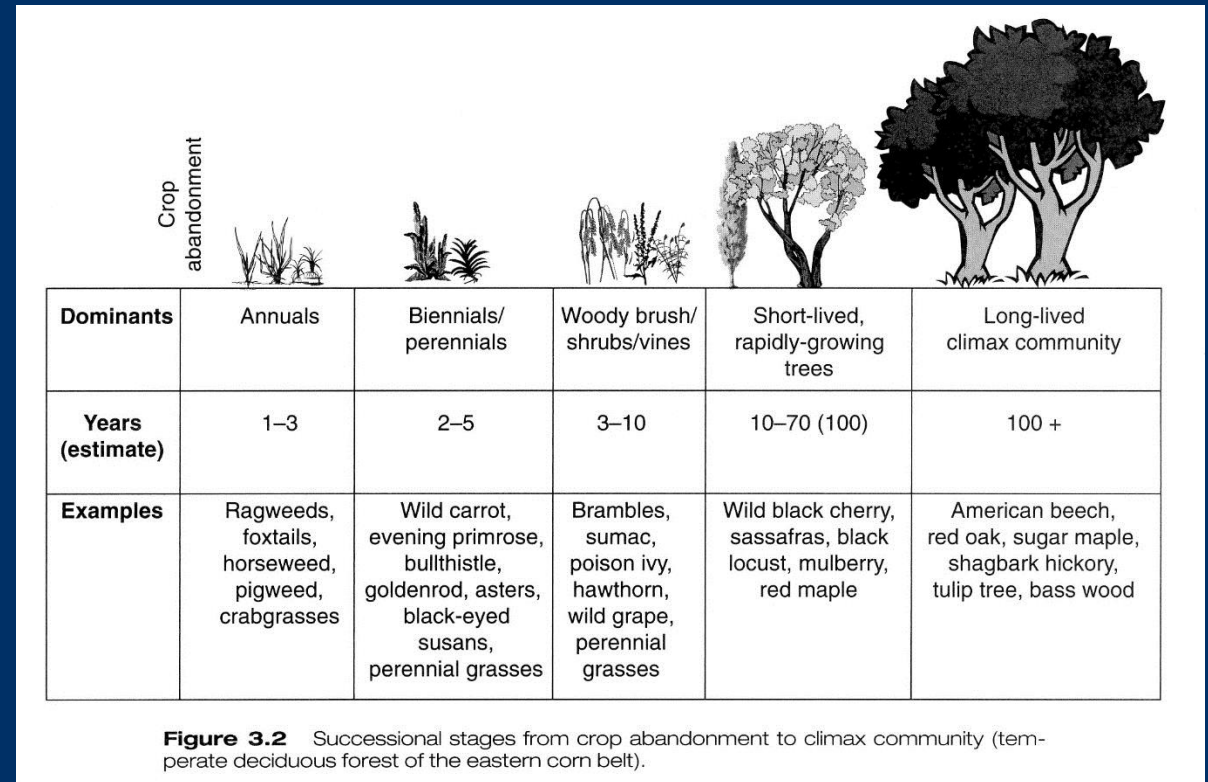 Crop
abandonment
Dominants
Annuals
Biennials/
perennials
Woody brush/
shrubs/vines
Short-lived,
rapidly-growing
trees
Long-lived
climax community
Years
(estimate)
1–3
2–5
3–10
10–70 (100)
100 +
Examples
Ragweeds,
foxtails,
horseweed,
pigweed,
crabgrasses
Wild carrot,
evening primrose,
bullthistle,
goldenrod, asters,
black-eyed
susans,
perennial grasses
Brambles,
sumac,
poison ivy,
hawthorn,
wild grape,
perennial
grasses
Wild black cherry,
sassafras, black
locust, mulberry,
red maple
American beech,
red oak, sugar maple,
shagbark hickory,
tulip tree, bass wood
Figure 3.2 Successional stages from crop abandonment to climax community (tem-
perate deciduous forest of the eastern corn belt).